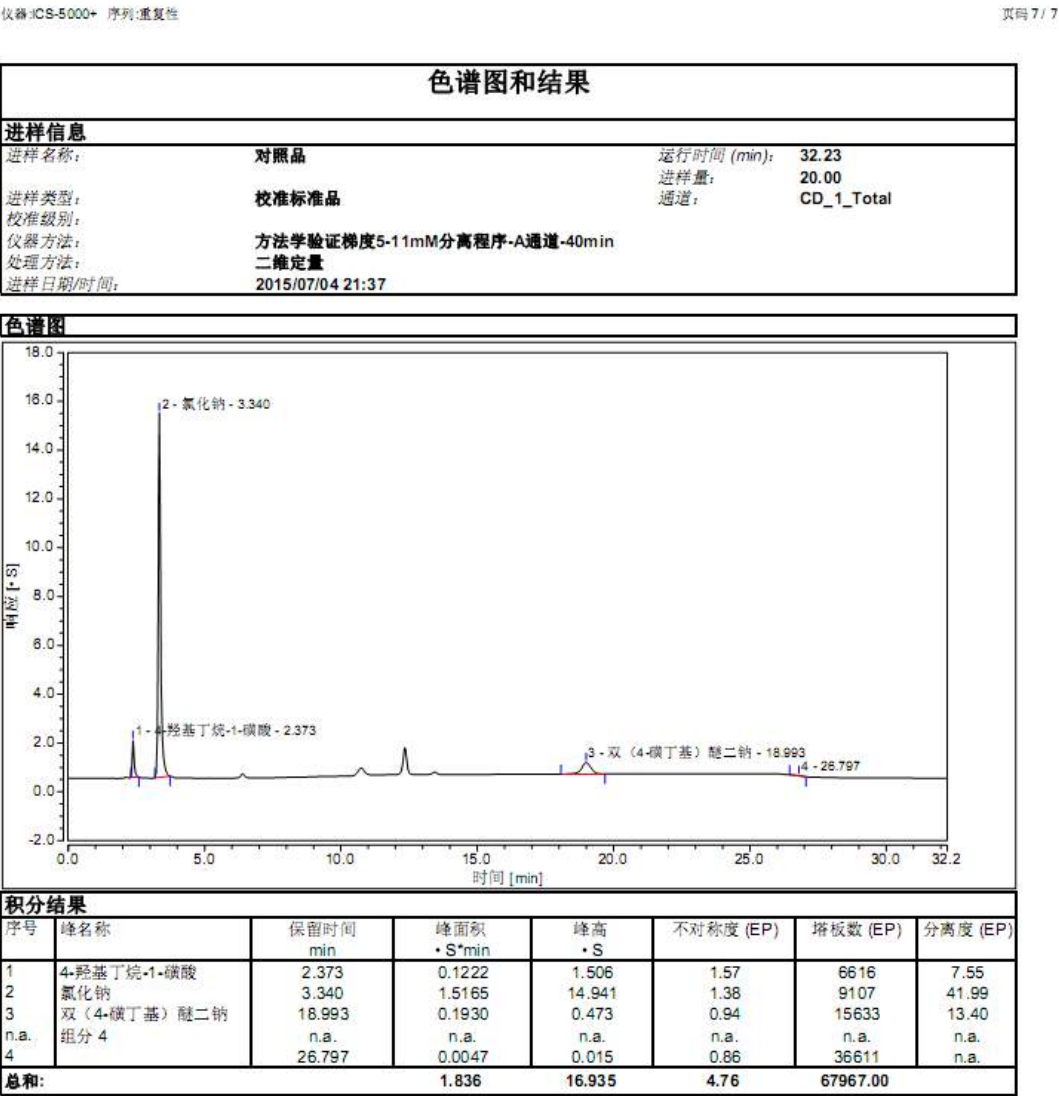 仪器:ICS-5000+ 序列:重复性 页码 7 / 7
色谱图和结果
进样信息
进样名称: 对照品 运行时间 (min): 32.23
进样量: 20.00
进样类型: 校准标准品 通道: CD_1_Total
校准级别:
仪器方法: 方法学验证梯度5-11mM分离程序-A通道-40min
处理方法: 二维定量
进样日期/时间: 2015/07/04 21:37
色谱图
18.0
16.0
2 - 氯化钠 - 3.340
14.0
12.0
10.0
响应 [• S]
8.0
6.0
4.0
1 - 4-羟基丁烷-1-磺酸 - 2.373
2.0
3 - 双（4-磺丁基）醚二钠 - 18.993
4 - 26.797
0.0
-2.0
0.0 5.0 10.0 15.0 20.0 25.0 30.0 32.2
时间 [min]
积分结果
序号 峰名称 保留时间 峰面积 峰高 不对称度 (EP) 塔板数 (EP) 分离度 (EP)
min • S*min • S
1 4-羟基丁烷-1-磺酸 2.373 0.1222 1.506 1.57 6616 7.55
2 氯化钠 3.340 1.5165 14.941 1.38 9107 41.99
3 双（4-磺丁基）醚二钠 18.993 0.1930 0.473 0.94 15633 13.40
n.a. 组分 4 n.a. n.a. n.a. n.a. n.a. n.a.
4 26.797 0.0047 0.015 0.86 36611 n.a.
总和: 1.836 16.935 4.76 67967.00